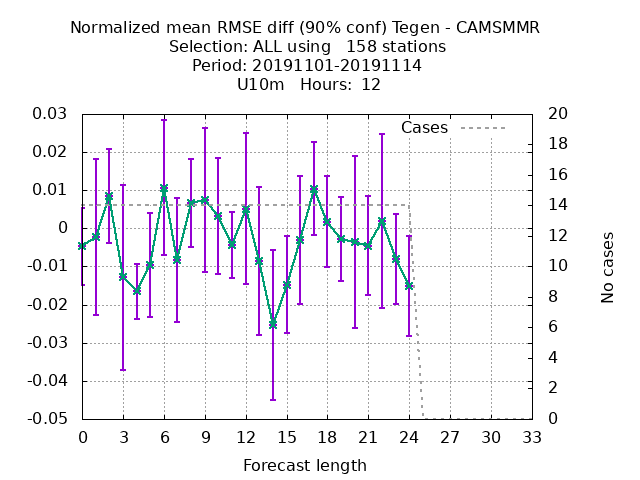 Normalized mean RMSE diff (90% conf) Tegen - CAMSMMR
Selection: ALL using   158 stations
Period: 20191101-20191114
U10m   Hours:  12
Cases
0.03
0.02
0.01
0
-0.01
-0.02
-0.03
-0.04
-0.05
20
18
16
14
12
10
8
6
4
2
0
No cases
0 3 6 9 12 15 18 21 24 27 30 33
Forecast length